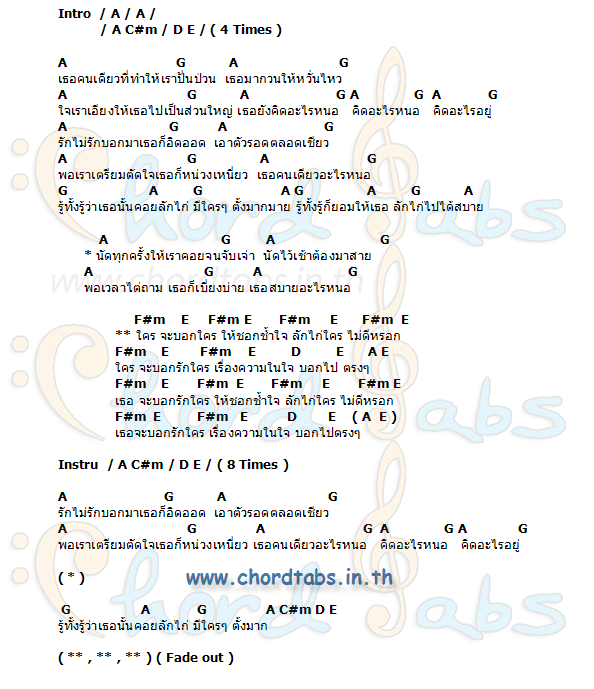 Intro / A / A /
/ A C#m / D E / ( 4 Times )
A G A G
เธอคนเดียวที่ทำให้เราปั่นป่วน เธอมากวนให้หวั่นไหว
A G A G A G A G
ใจเราเอียงให้เธอไปเป็นส่วนใหญ่ เธอยังคิดอะไรหนอ คิดอะไรหนอ คิดอะไรอยู่
A G A G
รักไม่รักบอกมาเธอก็อิดออด เอาตัวรอดตลอดเชียว
A G A G
พอเราเตรียมตัดใจเธอก็หน่วงเหนี่ยว เธอคนเดียวอะไรหนอ
G A G A G A G A
รู้ทั้งรู้ว่าเธอนั้นคอยลักไก่ มีใครๆ ตั้งมากมาย รู้ทั้งรู้ก็ยอมให้เธอ ลักไก่ไปได้สบาย
A G A G
* นัดทุกครั้งให้เราคอยจนจับเจ่า นัดไว้เช้าต้องมาสาย
www.chordtabs.in.th
A G A G
พอเวลาไต่ถาม เธอก็เบี่ยงบ่าย เธอสบายอะไรหนอ
F#m E F#m E F#m E F#m E
** ใคร จะบอกใคร ให้ชอกช้ำใจ ลักไก่ใคร ไม่ดีหรอก
F#m E F#m E D E A E
ใคร จะบอกรักใคร เรื่องความในใจ บอกไป ตรงๆ
F#m E F#m E F#m E F#m E
เธอ จะบอกรักใคร ให้ชอกช้ำใจ ลักไก่ใคร ไม่ดีหรอก
F#m E F#m E D E ( A E )
เธอจะบอกรักใคร เรื่องความในใจ บอกไปตรงๆ
Instru / A C#m / D E / ( 8 Times )
A G A G
รักไม่รักบอกมาเธอก็อิดออด เอาตัวรอดตลอดเชียว
A G A G A G A G
พอเราเตรียมตัดใจเธอก็หน่วงเหนี่ยว เธอคนเดียวอะไรหนอ คิดอะไรหนอ คิดอะไรอยู่
( * )
www.chordtabs.in.th
G A G A C#m D E
รู้ทั้งรู้ว่าเธอนั้นคอยลักไก่ มีใครๆ ตั้งมาก
( ** , ** , ** ) ( Fade out )